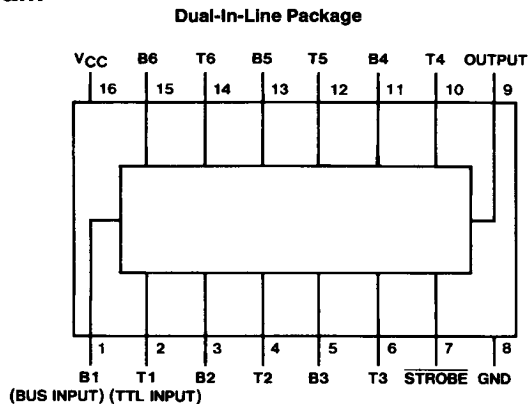 Dual-In-Line Package
VCC B6 T6 B5 T5 B4 T4 OUTPUT
16 15 14 13 12 11 10 9
1 2 3 4 5 6 7 8
B1 T1 B2 T2 B3 T3 STROBE GND
(BUS INPUT) (TTL INPUT)